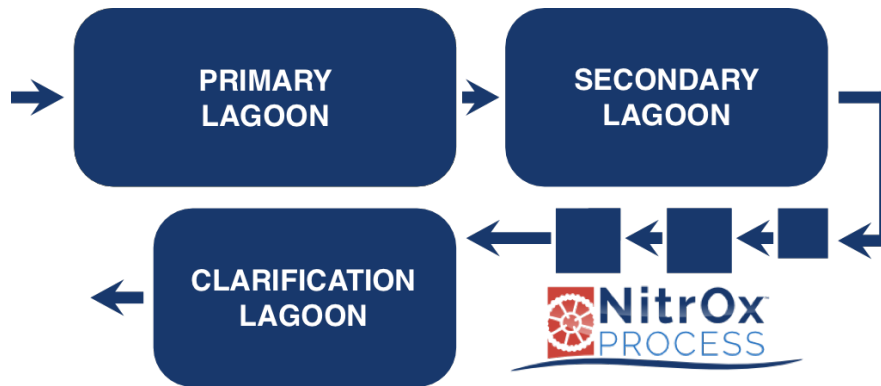 PRIMARY
LAGOON
SECONDARY
LAGOON
CLARIFICATION
LAGOON
NitrOx™
PROCESS